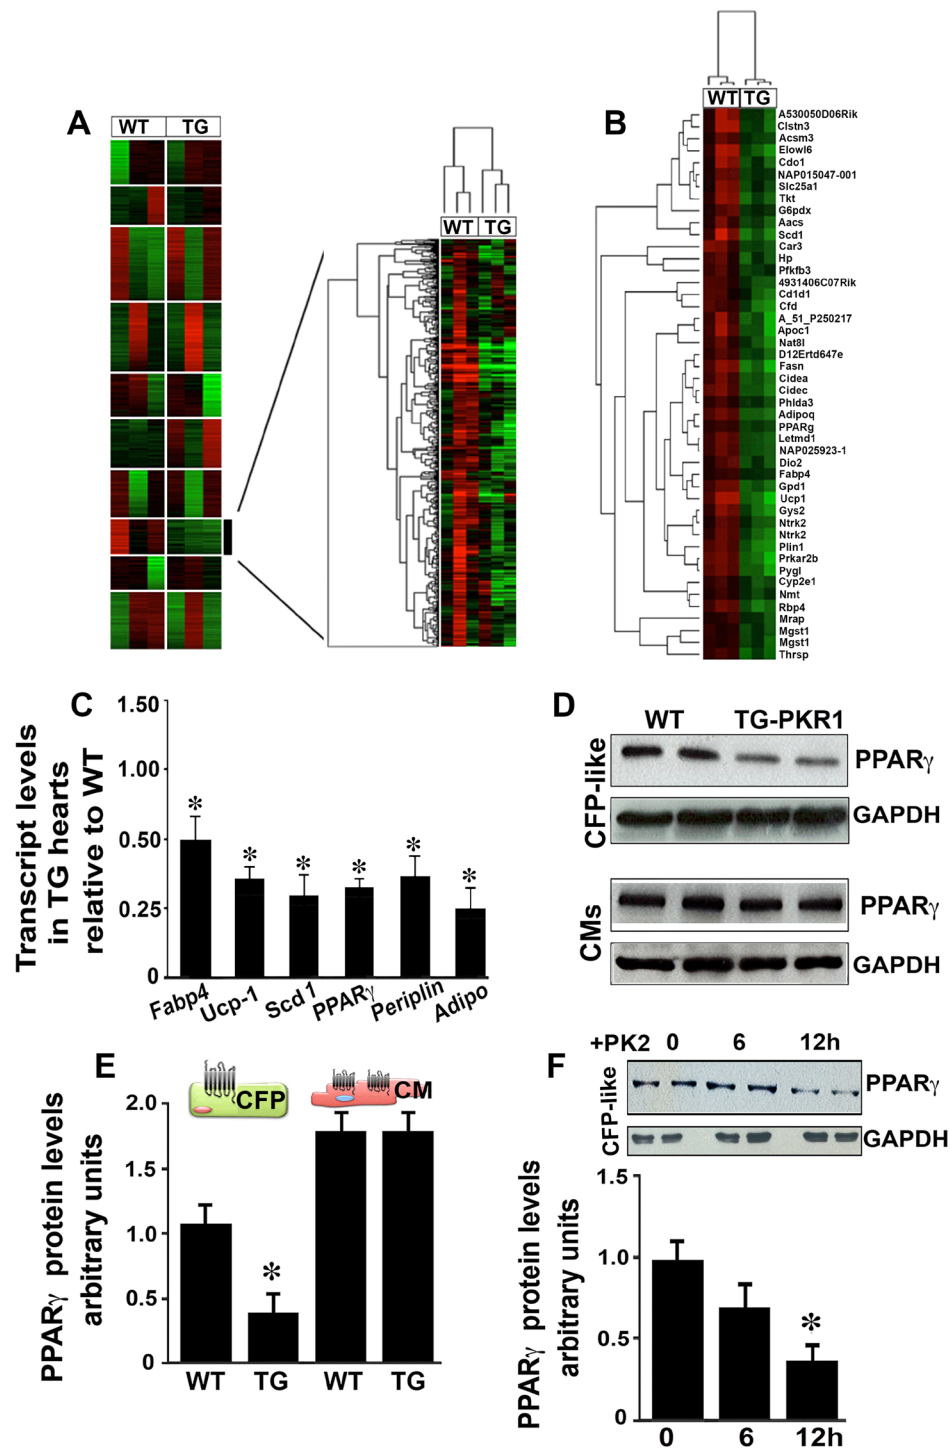 A
WT TG
WT TG
B
WT TG
A530050D06Rik
Clstn3
Acsm3
Elowl6
Cdo1
NAP015047-001
Slc25a1
Tkt
G6pdx
Aacs
Scd1
Car3
Hp
Pfkfb3
4931406C07Rik
Cd1d1
Cfd
A_51_P250217
Apoc1
Nat8l
D12Ertd647e
Fasn
Cidea
Cidec
Phlda3
Adipoq
PPARg
Letmd1
NAP025923-1
Dio2
Fabp4
Gpd1
Ucp1
Gys2
Ntrk2
Ntrk2
Plin1
Prkar2b
Pygl
Cyp2e1
Nmt
Rbp4
Mrap
Mgst1
Mgst1
Thrsp
C
Transcript levels
in TG hearts
relative to WT
1.50
1.00
0.50
0.25
0
* * * * * *
Fabp4 Ucp-1 Scd1 PPARγ Periplin Adipo
D
WT TG-PKR1
CFP-like
PPARγ
GAPDH
CMs
PPARγ
GAPDH
E
CFP CM
PPARγ protein levels
arbitrary units
2.0
1.5
1.0
0.5
0
*
WT TG WT TG
F
+PK2 0 6 12h
CFP-like
PPARγ
GAPDH
PPARγ protein levels
arbitrary units
1.5
1.0
0.5
0
*
0 6 12h